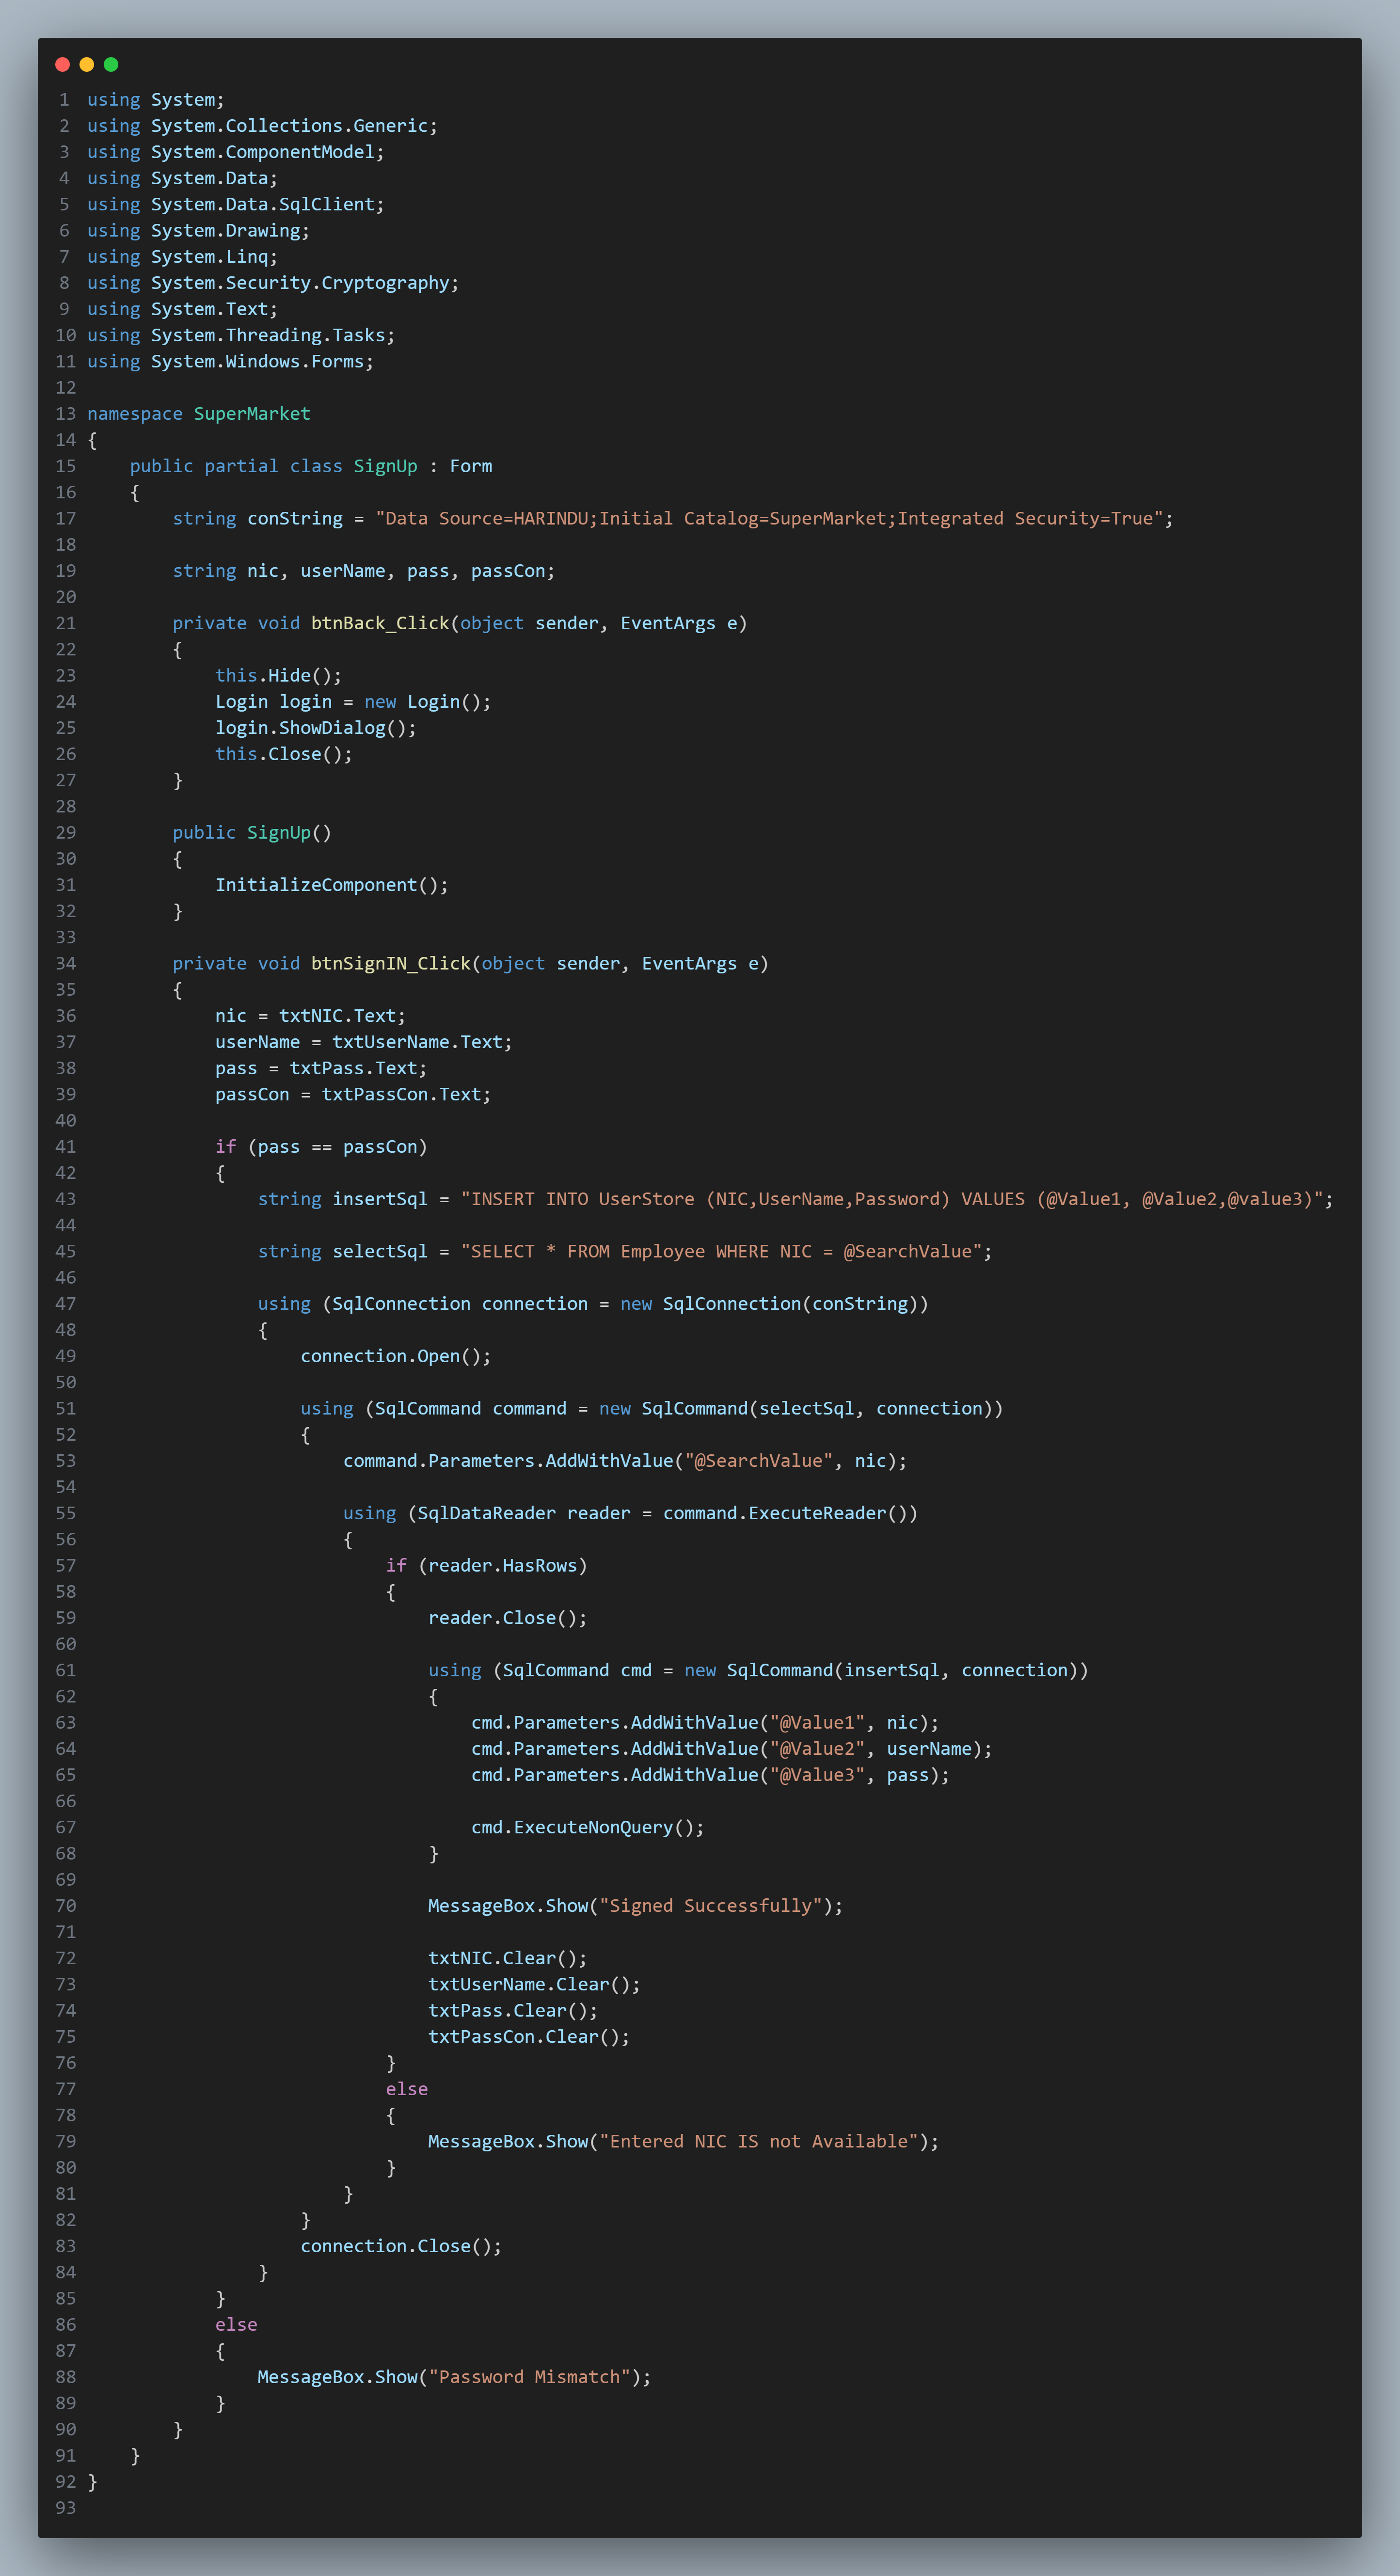 1 using System;
2 using System.Collections.Generic;
3 using System.ComponentModel;
4 using System.Data;
5 using System.Data.SqlClient;
6 using System.Drawing;
7 using System.Linq;
8 using System.Security.Cryptography;
9 using System.Text;
10 using System.Threading.Tasks;
11 using System.Windows.Forms;
12
13 namespace SuperMarket
14 {
15     public partial class SignUp : Form
16     {
17         string conString = "Data Source=HARINDU;Initial Catalog=SuperMarket;Integrated Security=True";
18
19         string nic, userName, pass, passCon;
20
21         private void btnBack_Click(object sender, EventArgs e)
22         {
23             this.Hide();
24             Login login = new Login();
25             login.ShowDialog();
26             this.Close();
27         }
28
29         public SignUp()
30         {
31             InitializeComponent();
32         }
33
34         private void btnSignIN_Click(object sender, EventArgs e)
35         {
36             nic = txtNIC.Text;
37             userName = txtUserName.Text;
38             pass = txtPass.Text;
39             passCon = txtPassCon.Text;
40
41             if (pass == passCon)
42             {
43                 string insertSql = "INSERT INTO UserStore (NIC,UserName,Password) VALUES (@Value1, @Value2,@value3)";
44
45                 string selectSql = "SELECT * FROM Employee WHERE NIC = @SearchValue";
46
47                 using (SqlConnection connection = new SqlConnection(conString))
48                 {
49                     connection.Open();
50
51                     using (SqlCommand command = new SqlCommand(selectSql, connection))
52                     {
53                         command.Parameters.AddWithValue("@SearchValue", nic);
54
55                         using (SqlDataReader reader = command.ExecuteReader())
56                         {
57                             if (reader.HasRows)
58                             {
59                                 reader.Close();
60
61                                 using (SqlCommand cmd = new SqlCommand(insertSql, connection))
62                                 {
63                                     cmd.Parameters.AddWithValue("@Value1", nic);
64                                     cmd.Parameters.AddWithValue("@Value2", userName);
65                                     cmd.Parameters.AddWithValue("@Value3", pass);
66
67                                     cmd.ExecuteNonQuery();
68                                 }
69
70                                 MessageBox.Show("Signed Successfully");
71
72                                 txtNIC.Clear();
73                                 txtUserName.Clear();
74                                 txtPass.Clear();
75                                 txtPassCon.Clear();
76                             }
77                             else
78                             {
79                                 MessageBox.Show("Entered NIC IS not Available");
80                             }
81                         }
82                     }
83                     connection.Close();
84                 }
85             }
86             else
87             {
88                 MessageBox.Show("Password Mismatch");
89             }
90         }
91     }
92 }
93